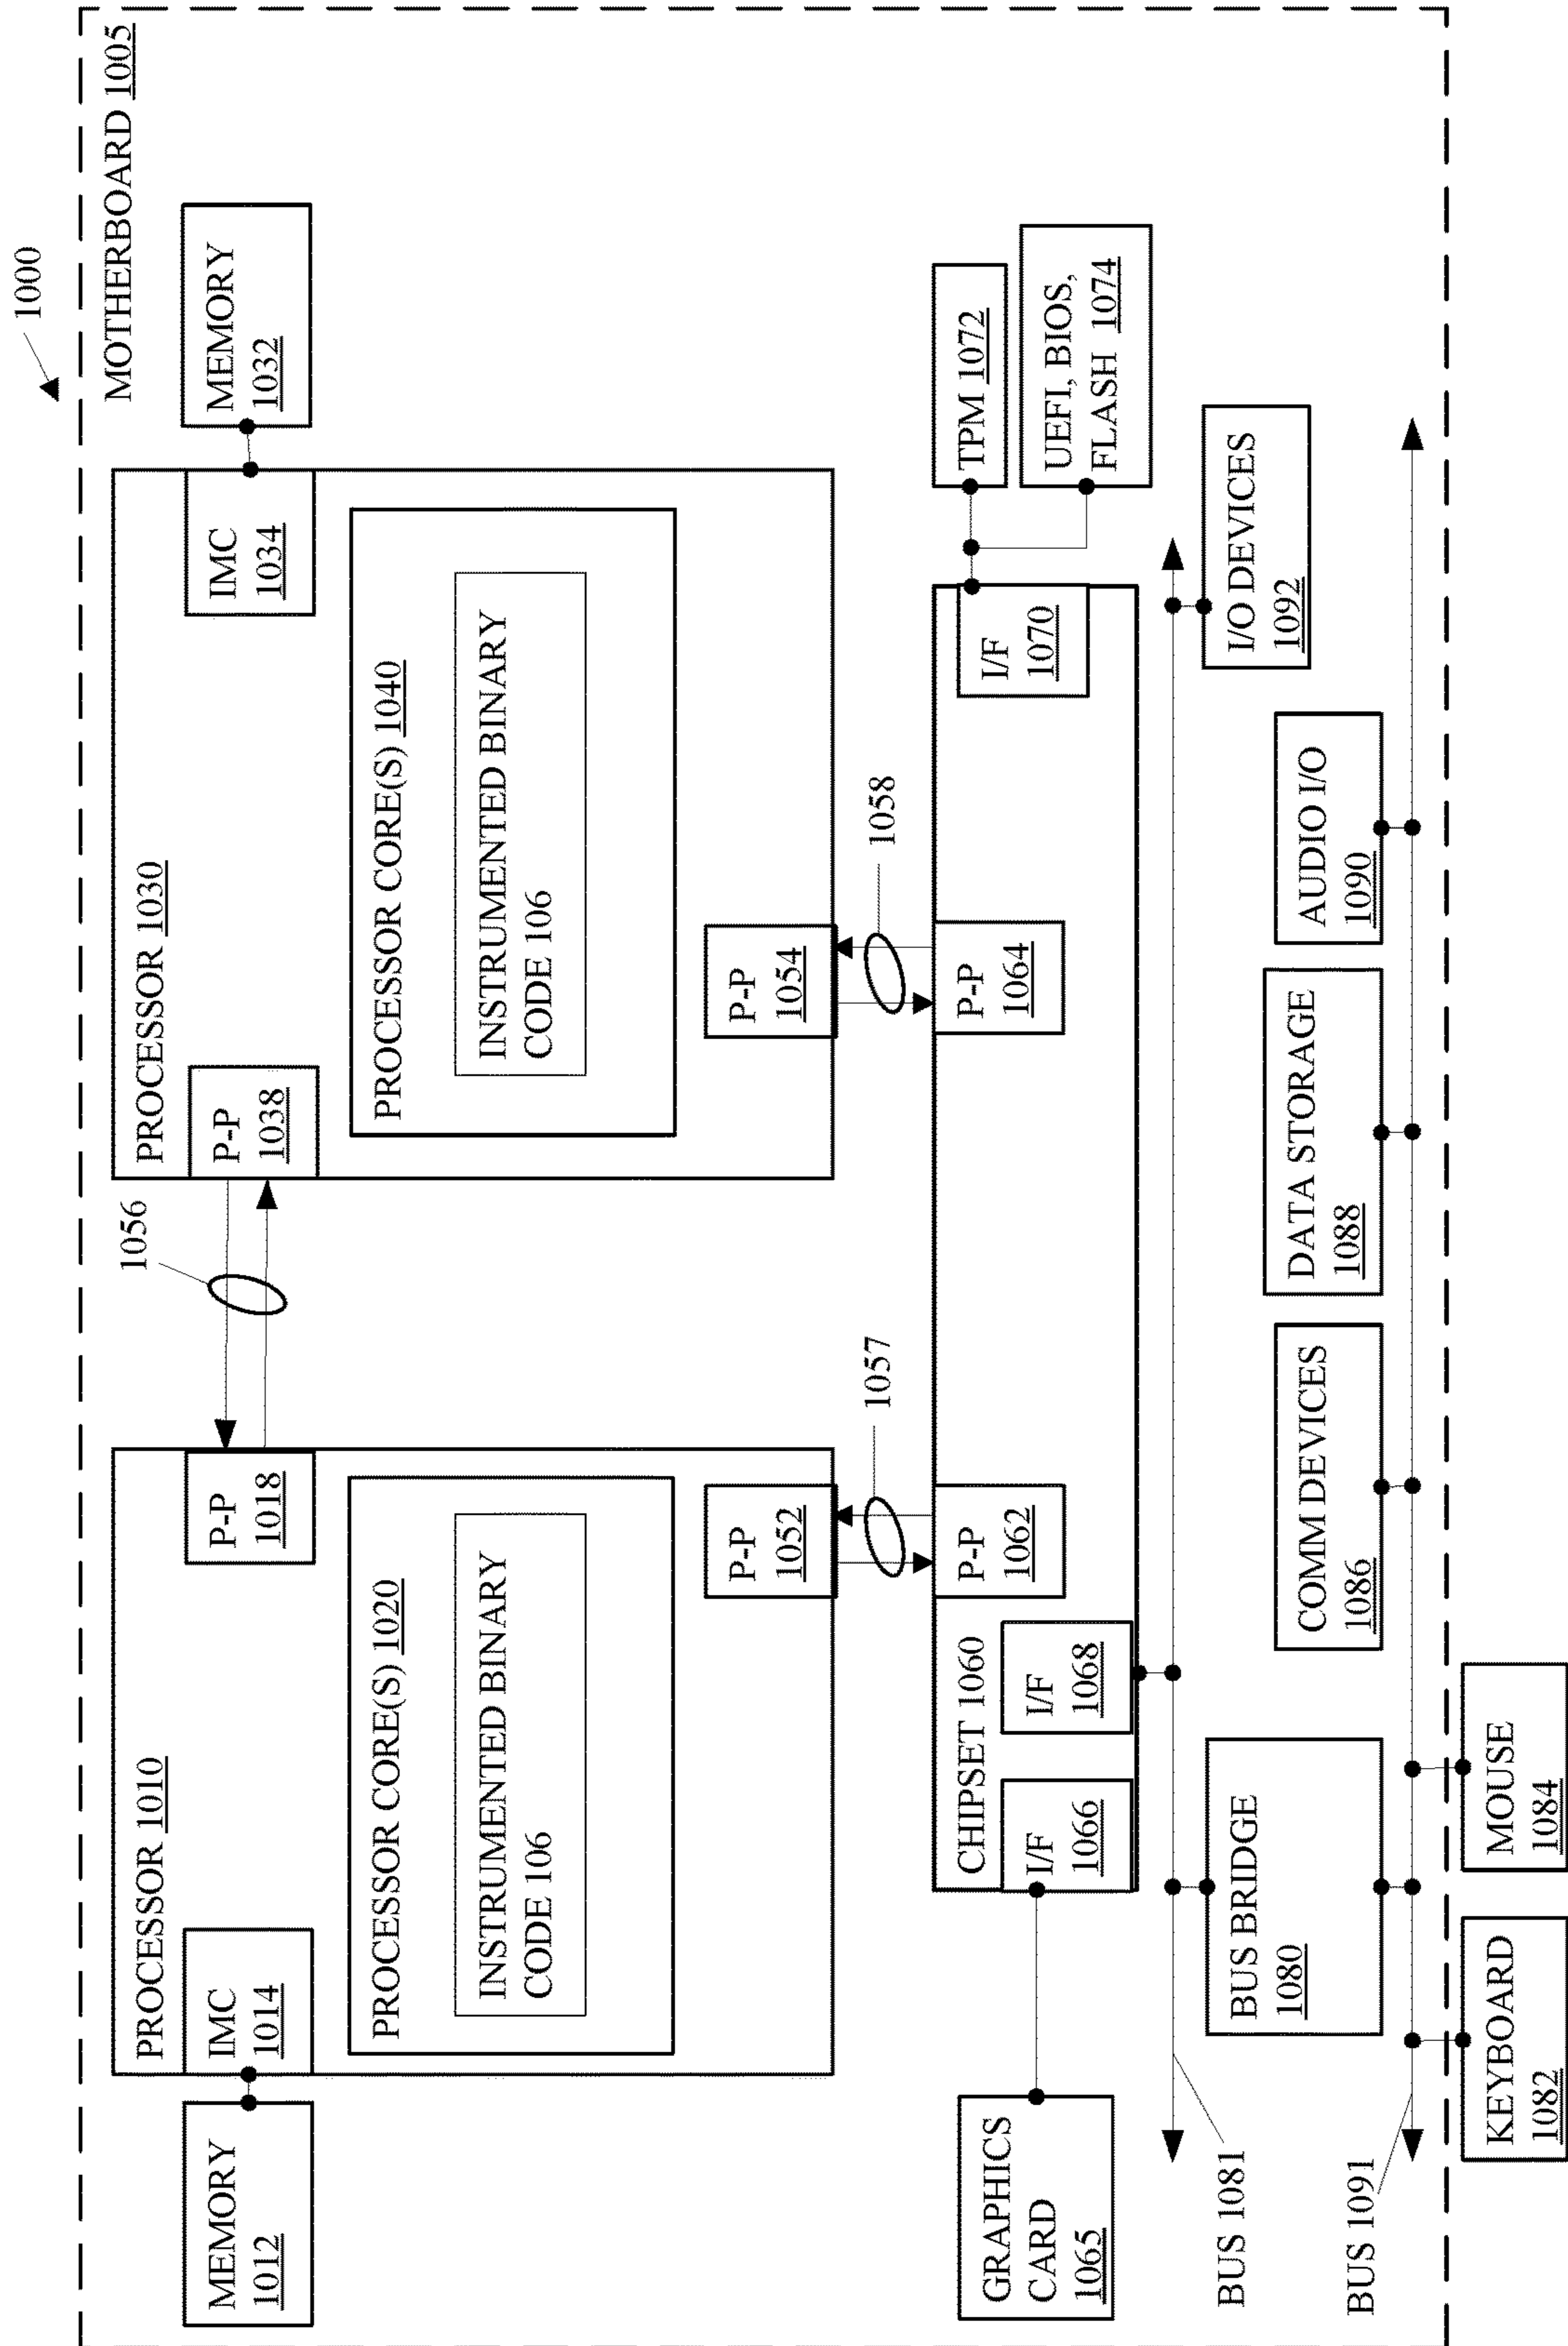 1000
MOTHERBOARD 1005
MEMORY
1012
PROCESSOR 1010
IMC
1014
P-P
1018
PROCESSOR CORE(S) 1020
INSTRUMENTED BINARY
CODE 106
P-P
1052
1056
PROCESSOR 1030
P-P
1038
IMC
1034
MEMORY
1032
PROCESSOR CORE(S) 1040
INSTRUMENTED BINARY
CODE 106
P-P
1054
1057
1058
GRAPHICS
CARD
1065
CHIPSET 1060
I/F
1066
I/F
1068
P-P
1062
P-P
1064
I/F
1070
TPM 1072
UEFI, BIOS,
FLASH 1074
BUS 1081
BUS BRIDGE
1080
I/O DEVICES
1092
COMM DEVICES
1086
DATA STORAGE
1088
AUDIO I/O
1090
BUS 1091
KEYBOARD
1082
MOUSE
1084